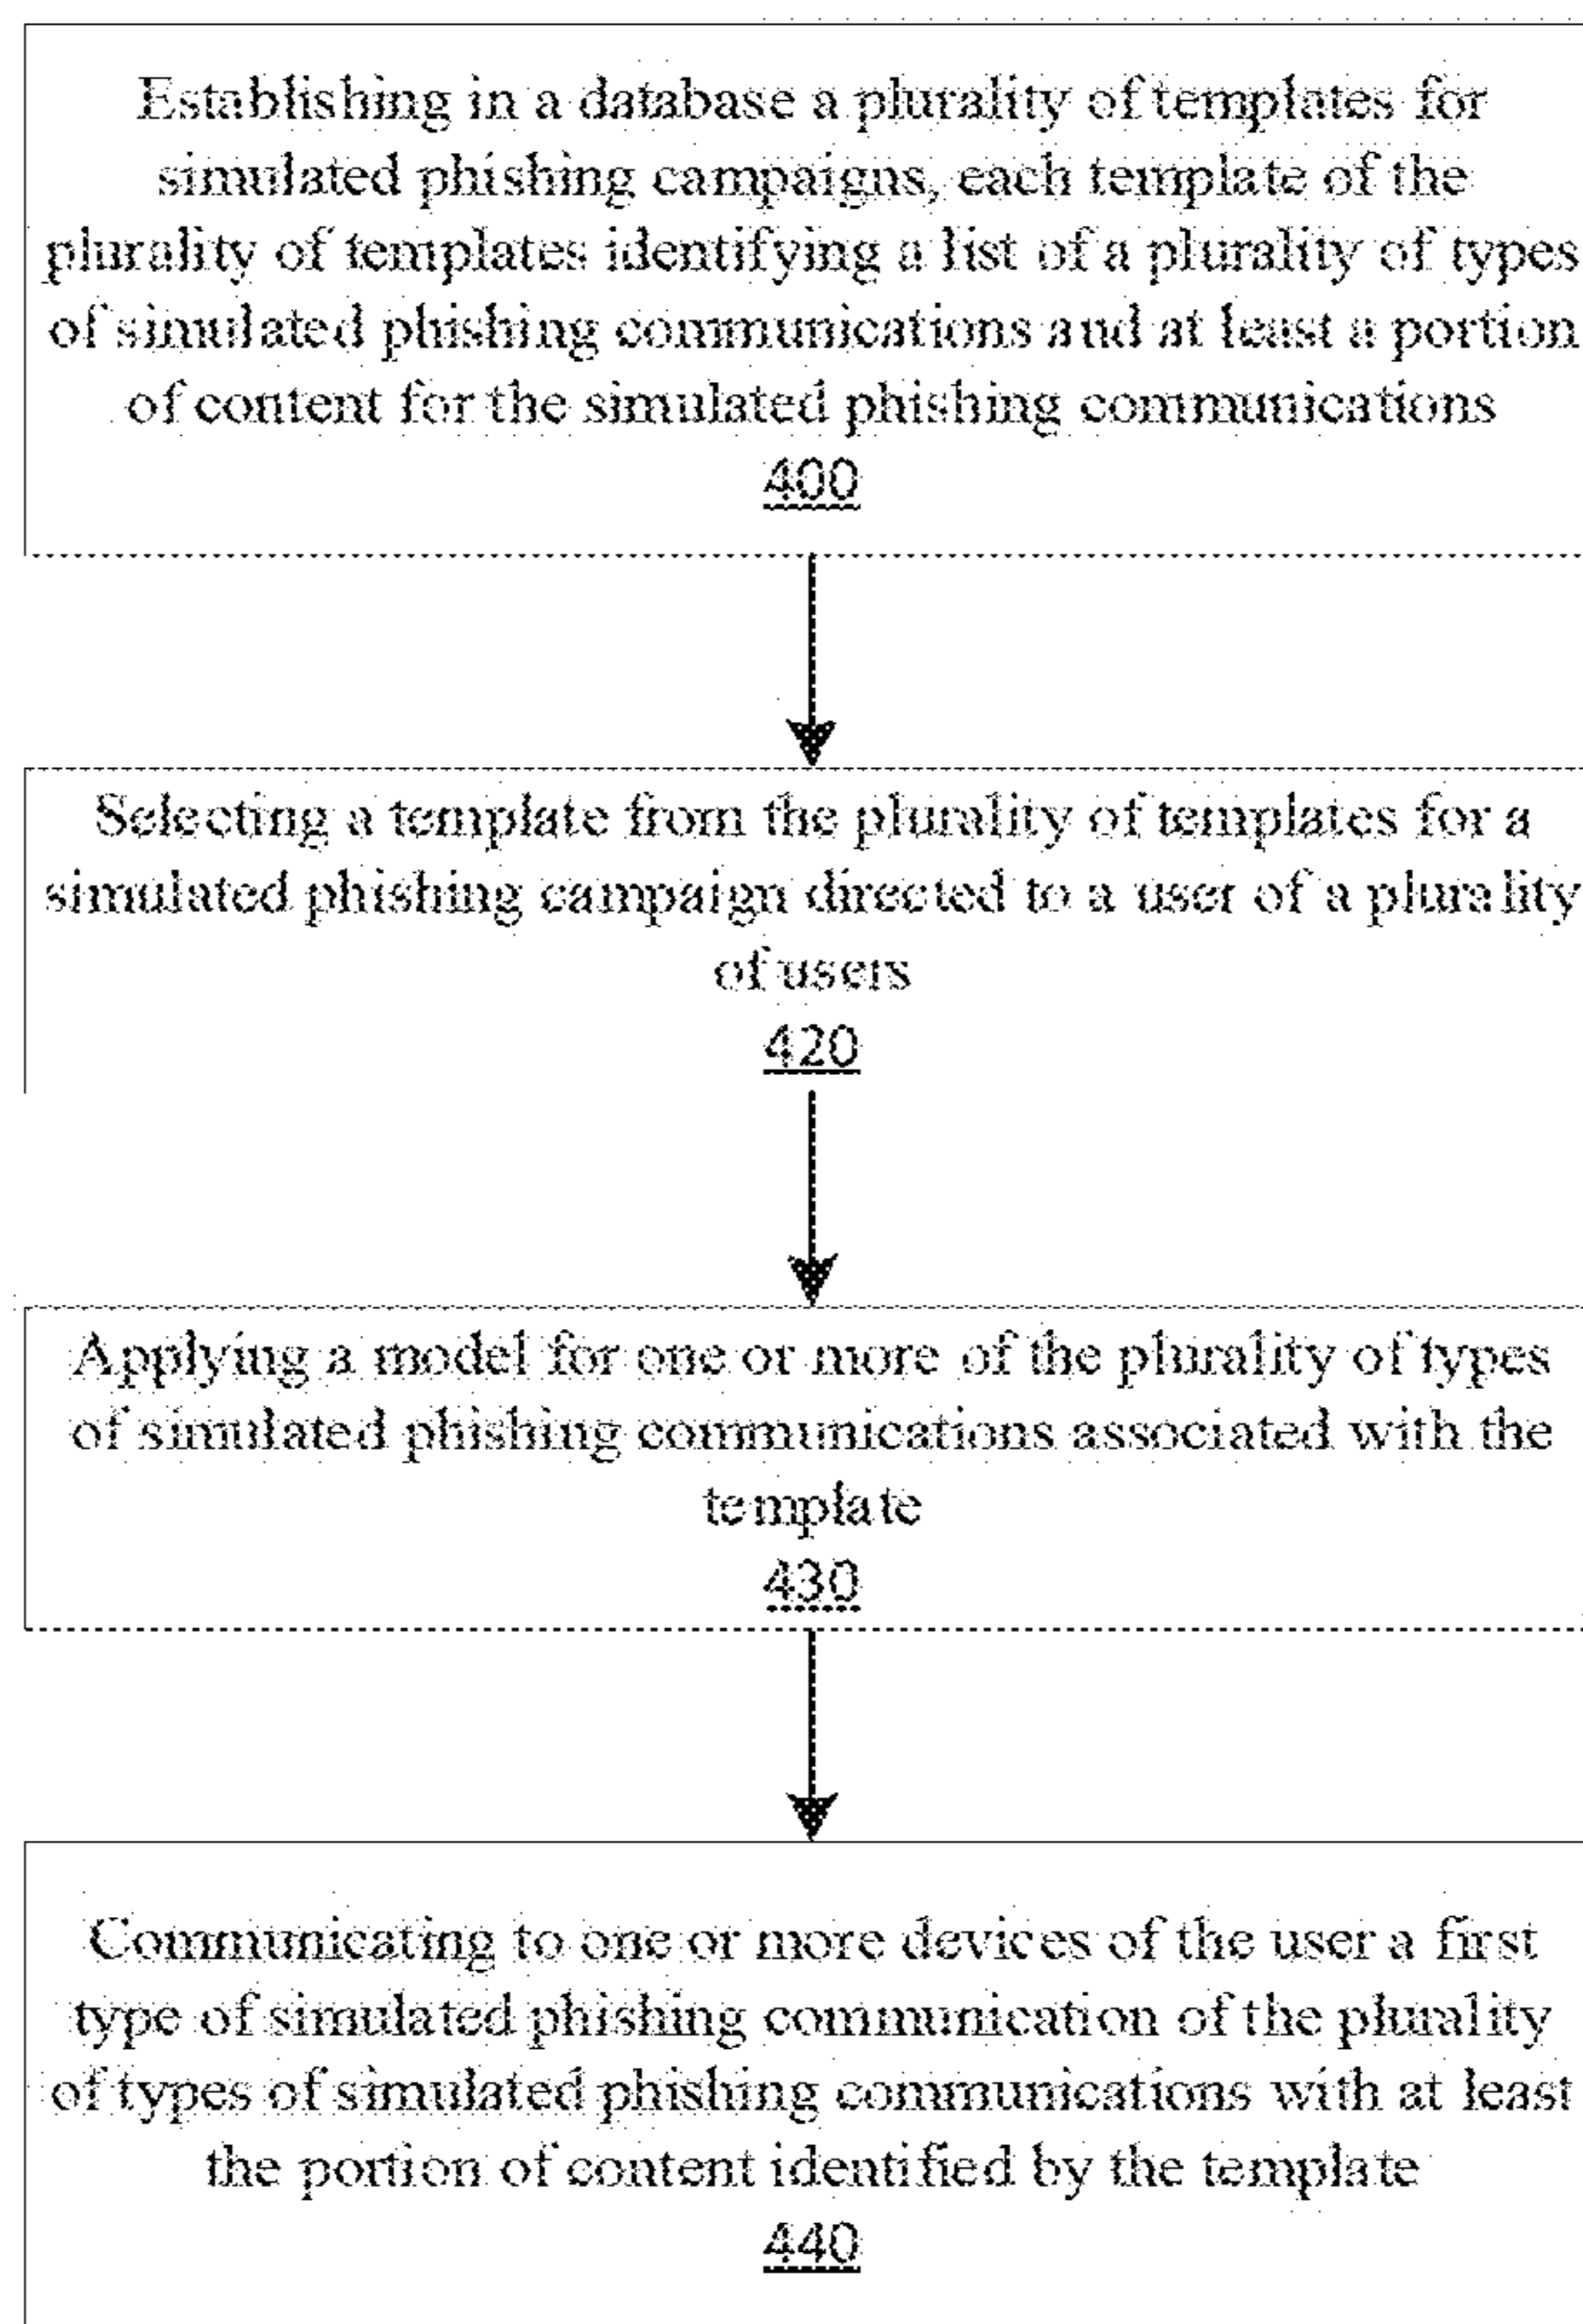 Establishing in a database a plurality of templates for
simulated phishing campaigns, each template of the
plurality of templates identifying a list of a plurality of types
of simulated phishing communications and at least a portion
of content for the simulated phishing communications
400
Selecting a template from the plurality of templates for a
simulated phishing campaign directed to a user of a plurality
of users
420
Applying a model for one or more of the plurality of types
of simulated phishing communications associated with the
template
430
Communicating to one or more devices of the user a first
type of simulated phishing communication of the plurality
of types of simulated phishing communications with at least
the portion of content identified by the template
440